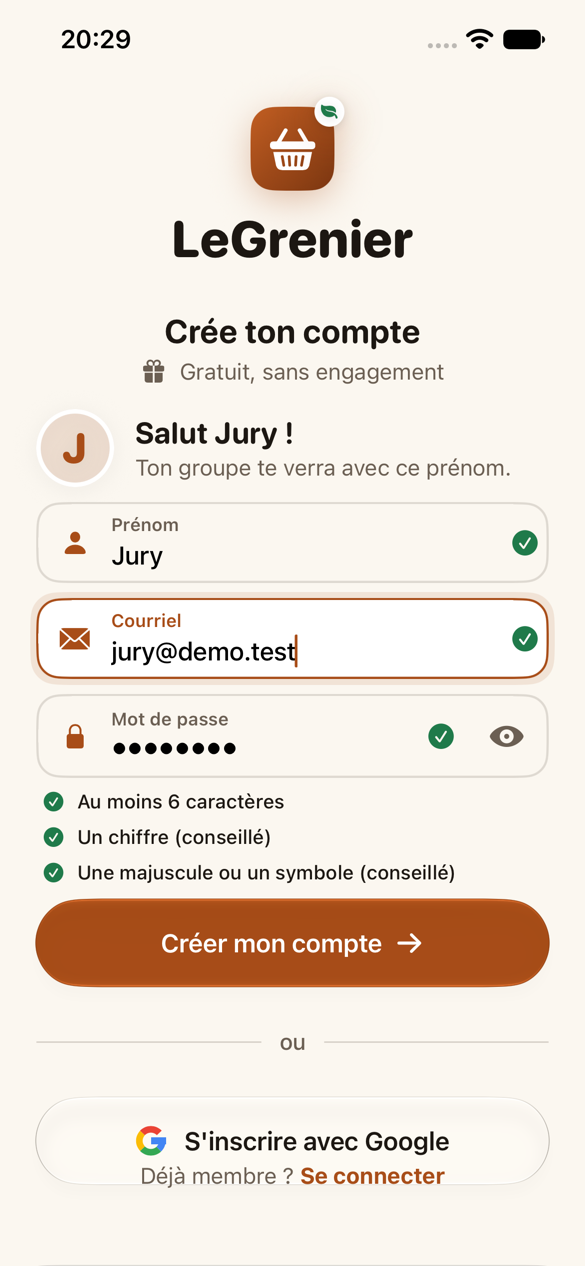 20:29
LeGrenier
Crée ton compte
Gratuit, sans engagement
J
Salut Jury !
Ton groupe te verra avec ce prénom.
Prénom
Jury
Courriel
jury@demo.test
Mot de passe
●●●●●●●●
Au moins 6 caractères
Un chiffre (conseillé)
Une majuscule ou un symbole (conseillé)
Créer mon compte →
ou
S'inscrire avec Google
Déjà membre ? Se connecter